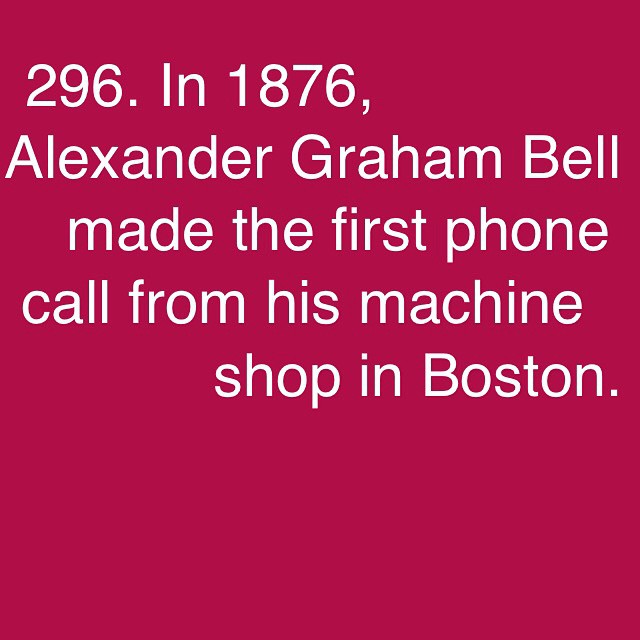 296. In 1876,
Alexander Graham Bell
made the first phone
call from his machine
shop in Boston.